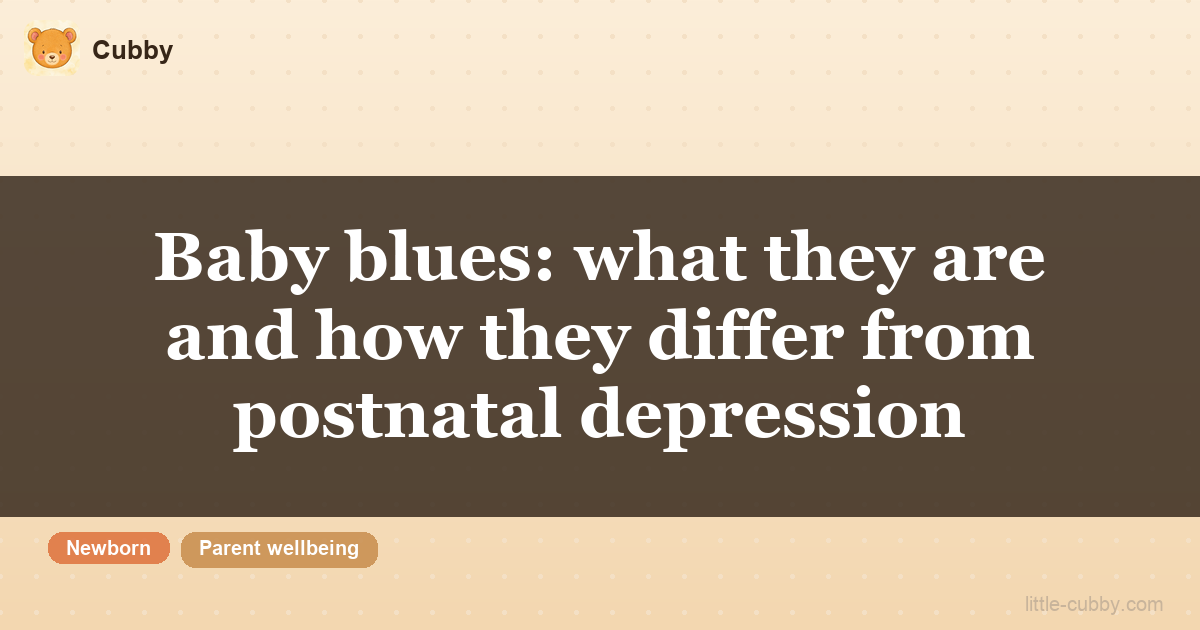 Cubby
Baby blues: what they are
and how they differ from
postnatal depression
Newborn
Parent wellbeing
little-cubby.com